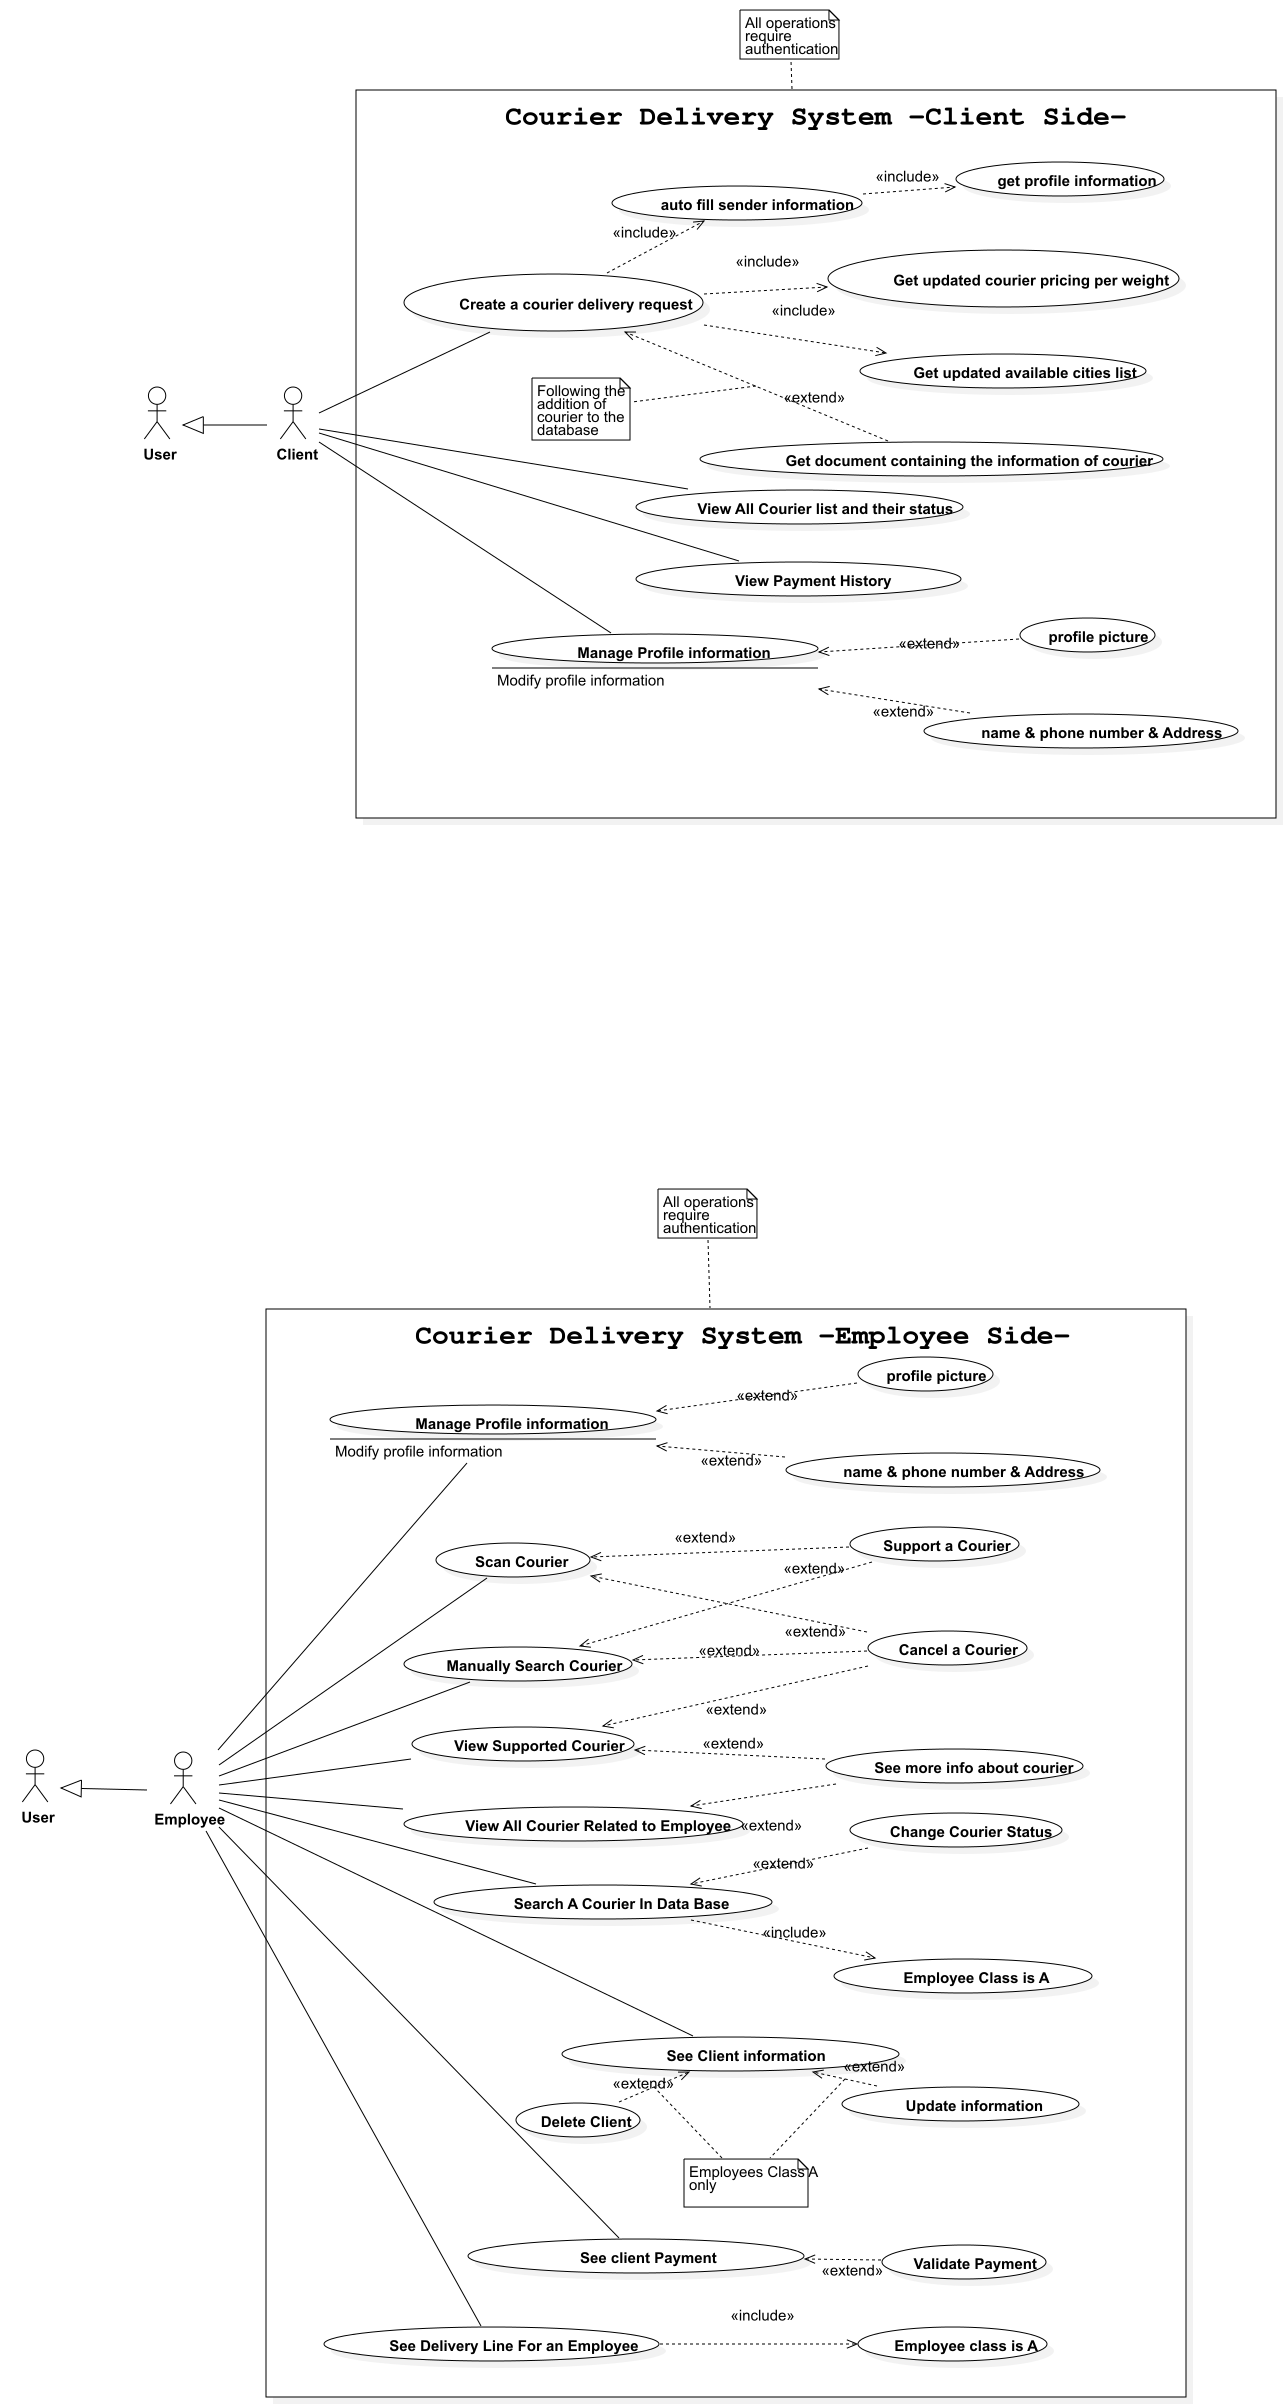 All operations
require
authentication
Courier Delivery System -Client Side-
«include»
get profile information
auto fill sender information
«include»
«include»
Get updated courier pricing per weight
Create a courier delivery request
«include»
Get updated available cities list
Following the
addition of
courier to the
database
«extend»
User
Client
Get document containing the information of courier
View All Courier list and their status
View Payment History
profile picture
«extend»
Manage Profile information
Modify profile information
«extend»
name & phone number & Address
All operations
require
authentication
Courier Delivery System -Employee Side-
profile picture
«extend»
Manage Profile information
Modify profile information
«extend»
name & phone number & Address
«extend»
Support a Courier
Scan Courier
«extend»
«extend»
Cancel a Courier
«extend»
Manually Search Courier
«extend»
View Supported Courier
«extend»
See more info about courier
User
Employee
View All Courier Related to Employee
«extend»
Change Courier Status
«extend»
Search A Courier In Data Base
«include»
Employee Class is A
See Client information
«extend»
«extend»
Update information
Delete Client
Employees Class A
only
See client Payment
Validate Payment
«extend»
«include»
See Delivery Line For an Employee
Employee class is A